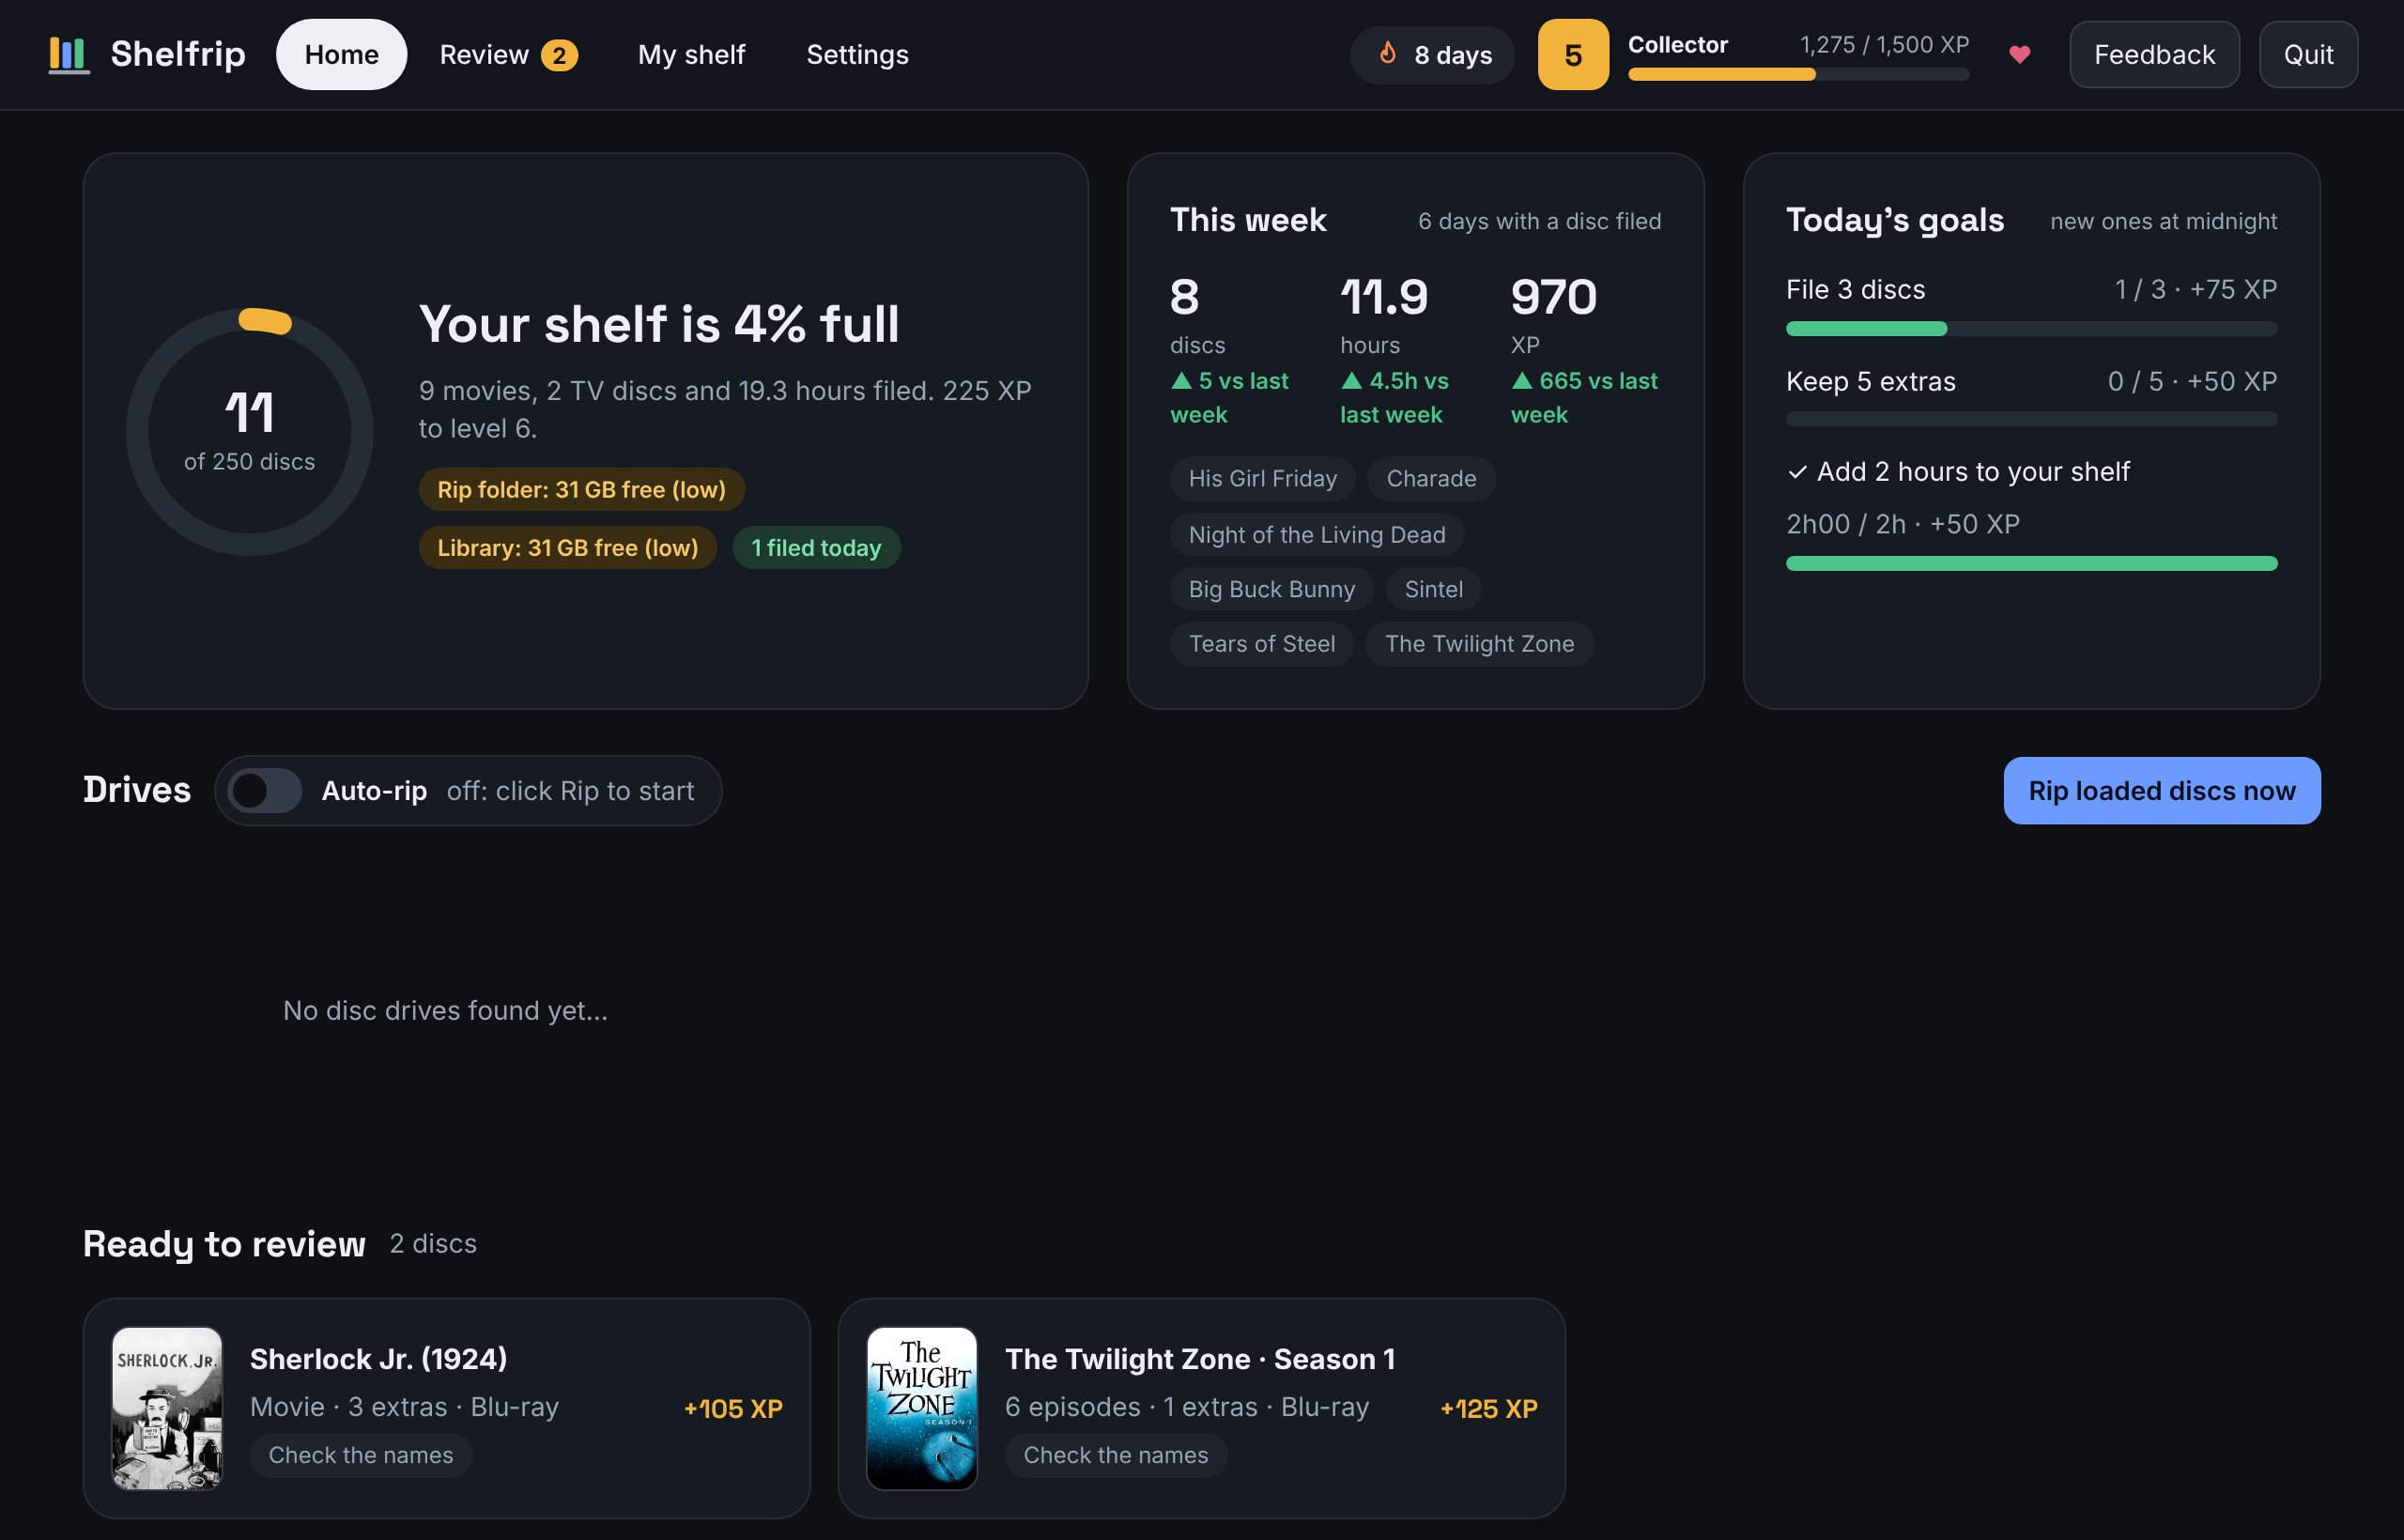 Shelfrip
Home
Review 2
My shelf
Settings
8 days
5
Collector
1,275 / 1,500 XP
Feedback
Quit
11
of 250 discs
Your shelf is 4% full
9 movies, 2 TV discs and 19.3 hours filed. 225 XP
to level 6.
Rip folder: 31 GB free (low)
Library: 31 GB free (low)
1 filed today
This week
6 days with a disc filed
8
discs
▲ 5 vs last
week
11.9
hours
▲ 4.5h vs
last week
970
XP
▲ 665 vs last
week
His Girl Friday
Charade
Night of the Living Dead
Big Buck Bunny
Sintel
Tears of Steel
The Twilight Zone
Today’s goals
new ones at midnight
File 3 discs
1 / 3 · +75 XP
Keep 5 extras
0 / 5 · +50 XP
✓ Add 2 hours to your shelf
2h00 / 2h · +50 XP
Drives
Auto-rip
off: click Rip to start
Rip loaded discs now
No disc drives found yet…
Ready to review
2 discs
SHERLOCK, JR.
Sherlock Jr. (1924)
Movie · 3 extras · Blu-ray
Check the names
+105 XP
The
TWILIGHT
ZONE
SEASON 1
The Twilight Zone · Season 1
6 episodes · 1 extras · Blu-ray
Check the names
+125 XP